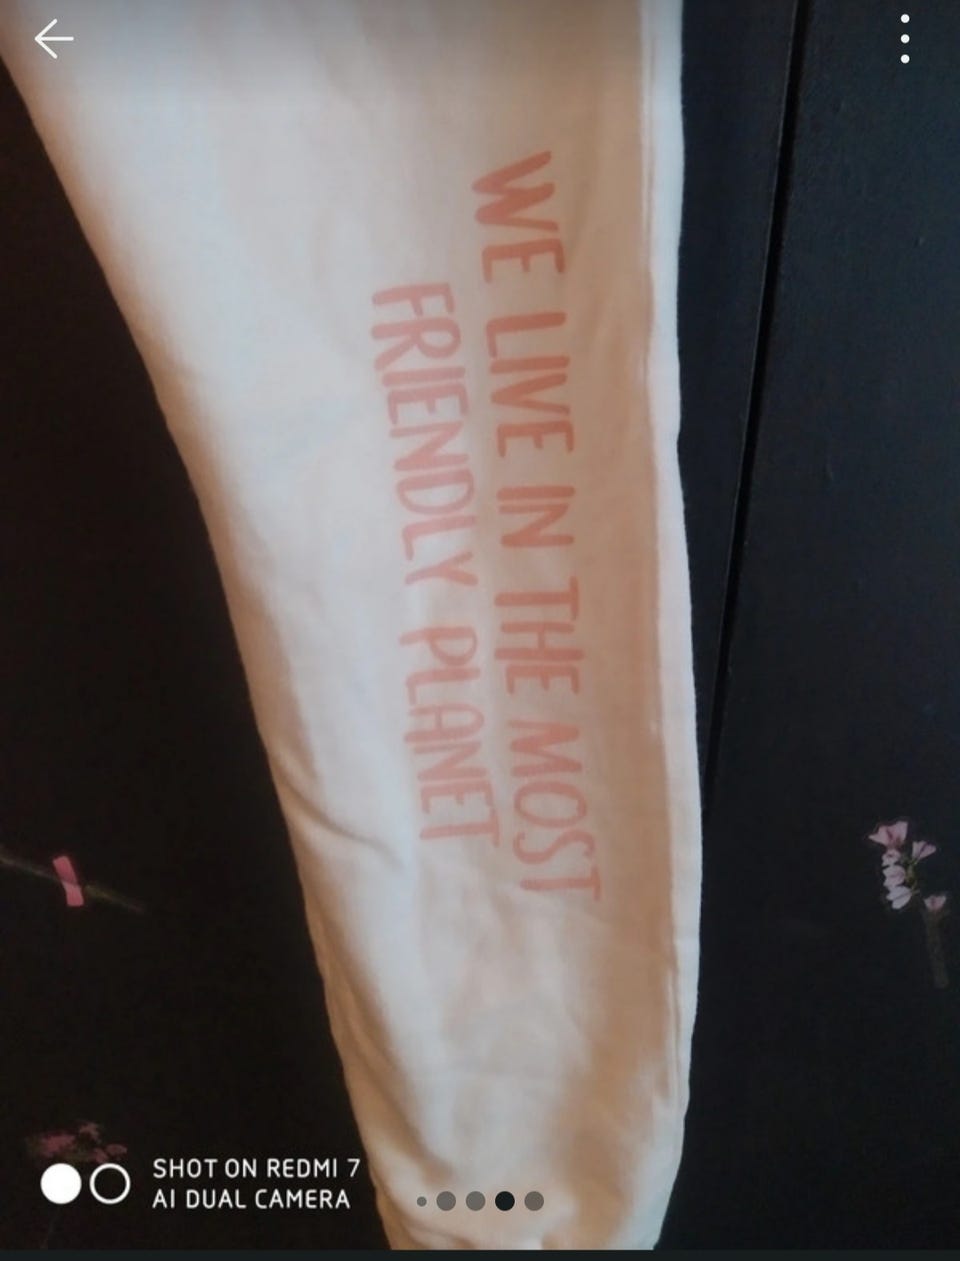 WE LIVE IN THE MOST
FRIENDLY PLANET
SHOT ON REDMI 7
AI DUAL CAMERA